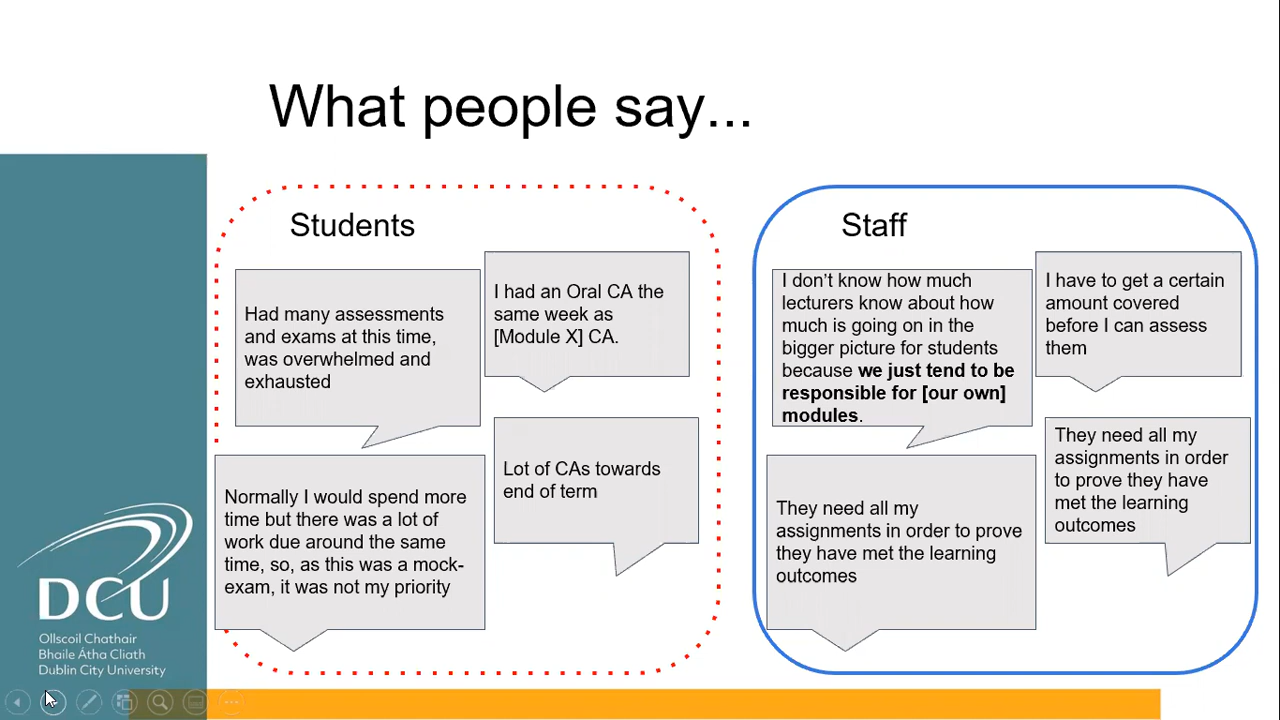 What people say...
Students
Had many assessments
and exams at this time,
was overwhelmed and
exhausted
I had an Oral CA the
same week as
[Module X] CA.
Normally I would spend more
time but there was a lot of
work due around the same
time, so, as this was a mock-
exam, it was not my priority
Lot of CAs towards
end of term
Staff
I don’t know how much
lecturers know about how
much is going on in the
bigger picture for students
because we just tend to be
responsible for [our own]
modules.
I have to get a certain
amount covered
before I can assess
them
They need all my
assignments in order to prove
they have met the learning
outcomes
They need all my
assignments in order
to prove they have
met the learning
outcomes
DCU
Ollscoil Chathair
Bhaile Átha Cliath
Dublin City University